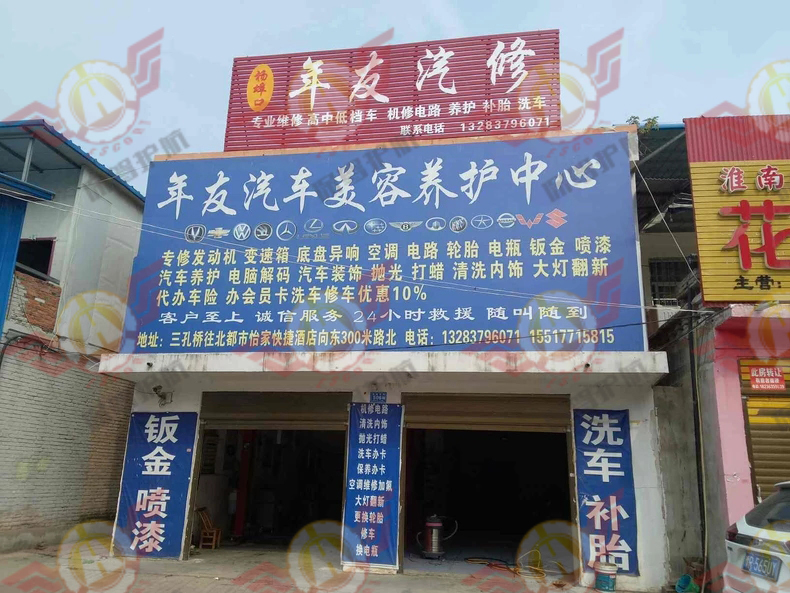 杨埠口
年友汽修
专业维修高中低档车 机修电路 养护 补胎 洗车
联系电话 13283796071
年友汽车美容养护中心
专修发动机 变速箱 底盘异响 空调 电路 轮胎 电瓶 钣金 喷漆
汽车养护 电脑解码 汽车装饰 抛光 打蜡 清洗内饰 大灯翻新
代办车险 办会员卡洗车修车优惠10%
客户至上 诚信服务 24小时救援 随叫随到
地址：三孔桥往北都市怡家快捷酒店向东300米路北 电话：13283796071 15517715815
钣金 喷漆
机修电路
清洗内饰
抛光打蜡
洗车办卡
保养办卡
空调维修加氟
大灯翻新
更换轮胎
修车
换电瓶
洗车 补胎
淮南
花
主营：
此房转让